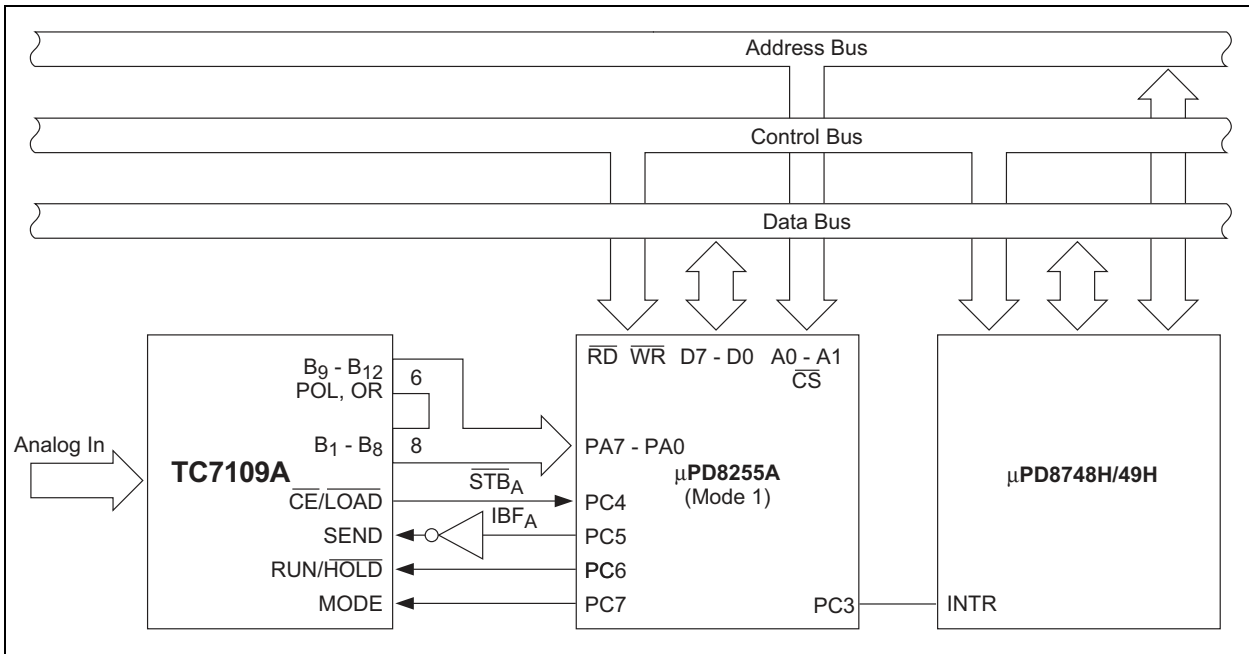 Address Bus
Control Bus
Data Bus
RD WR D7 - D0 A0 - A1
CS
B9 - B12
POL, OR
6
B1 - B8
8
Analog In
TC7109A
PA7 - PA0
µPD8255A
(Mode 1)
µPD8748H/49H
STBA
CE/LOAD
PC4
IBFA
SEND
PC5
RUN/HOLD
PC6
MODE
PC7
PC3
INTR